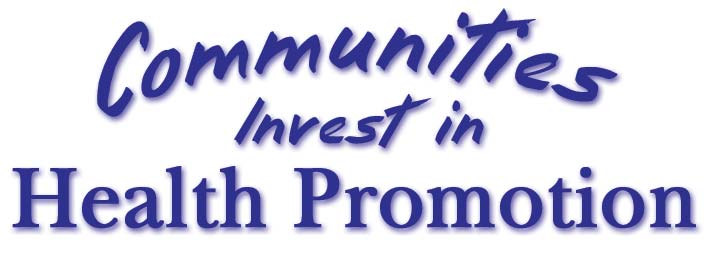 Communities
Invest in
Health Promotion